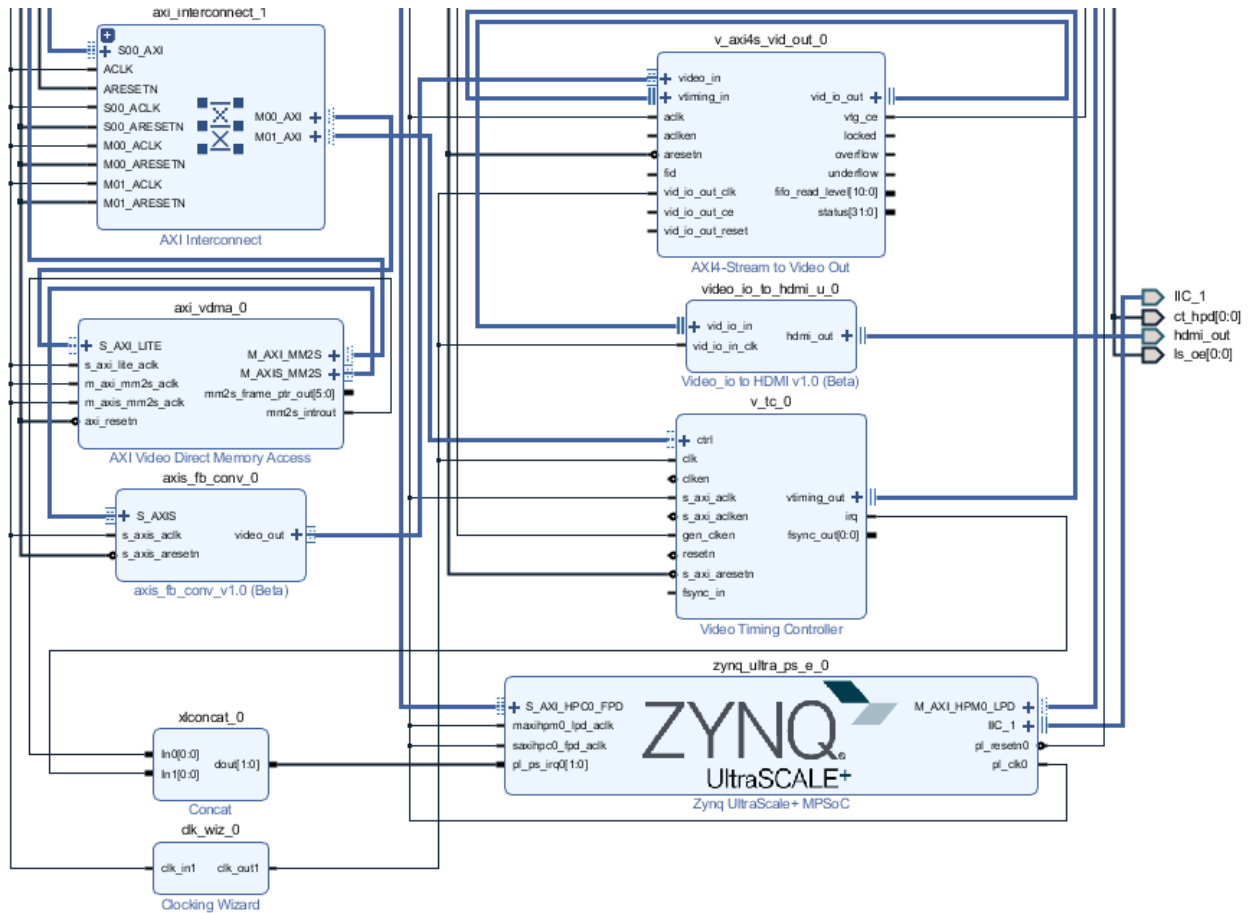 axi_interconnect_1
S00_AXI
ACLK
ARESETN
S00_ACLK
S00_ARESETN
M00_ACLK
M00_ARESETN
M01_ACLK
M01_ARESETN
M00_AXI
M01_AXI
AXI Interconnect
v_axi4s_vid_out_0
video_in
vtiming_in
aclk
aclken
aresetn
fid
vid_io_out_clk
vid_io_out_ce
vid_io_out_reset
vid_io_out
vtg_ce
locked
overflow
underflow
fifo_read_level[10:0]
status[31:0]
AXI4-Stream to Video Out
axi_vdma_0
S_AXI_LITE
s_axi_lite_aclk
m_axi_mm2s_aclk
m_axis_mm2s_aclk
axi_resetn
M_AXI_MM2S
M_AXIS_MM2S
mm2s_frame_ptr_out[5:0]
mm2s_introut
AXI Video Direct Memory Access
video_io_to_hdmi_u_0
vid_io_in
vid_io_in_clk
hdmi_out
Video_io to HDMI v1.0 (Beta)
IIC_1
ct_hpd[0:0]
hdmi_out
ls_oe[0:0]
axis_fb_conv_0
S_AXIS
s_axis_aclk
s_axis_aresetn
video_out
axis_fb_conv_v1.0 (Beta)
v_tc_0
ctrl
clk
clken
s_axi_aclk
s_axi_aclken
gen_clken
resetn
s_axi_aresetn
fsync_in
vtiming_out
irq
fsync_out[0:0]
Video Timing Controller
xlconcat_0
In0[0:0]
In1[0:0]
dout[1:0]
Concat
zynq_ultra_ps_e_0
S_AXI_HPC0_FPD
maxihpm0_lpd_aclk
saxihpc0_fpd_aclk
pl_ps_irq0[1:0]
ZYNQ
UltraSCALE+
M_AXI_HPM0_LPD
IIC_1
pl_resetn0
pl_clk0
Zynq UltraScale+ MPSoC
clk_wiz_0
clk_in1
clk_out1
Clocking Wizard